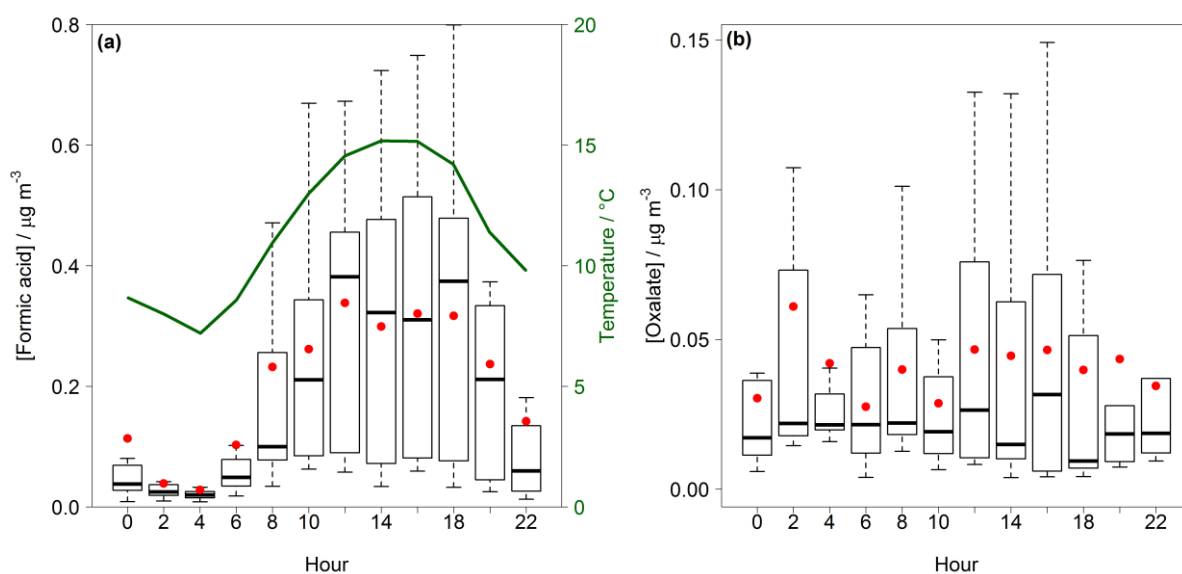 (a)
[Formic acid] / μg m⁻³
0.8
0.6
0.4
0.2
0.0
20
15
10
5
0
Temperature / °C
0 2 4 6 8 10 14 18 22
Hour
(b)
[Oxalate] / μg m⁻³
0.15
0.10
0.05
0.00
0 2 4 6 8 10 14 18 22
Hour